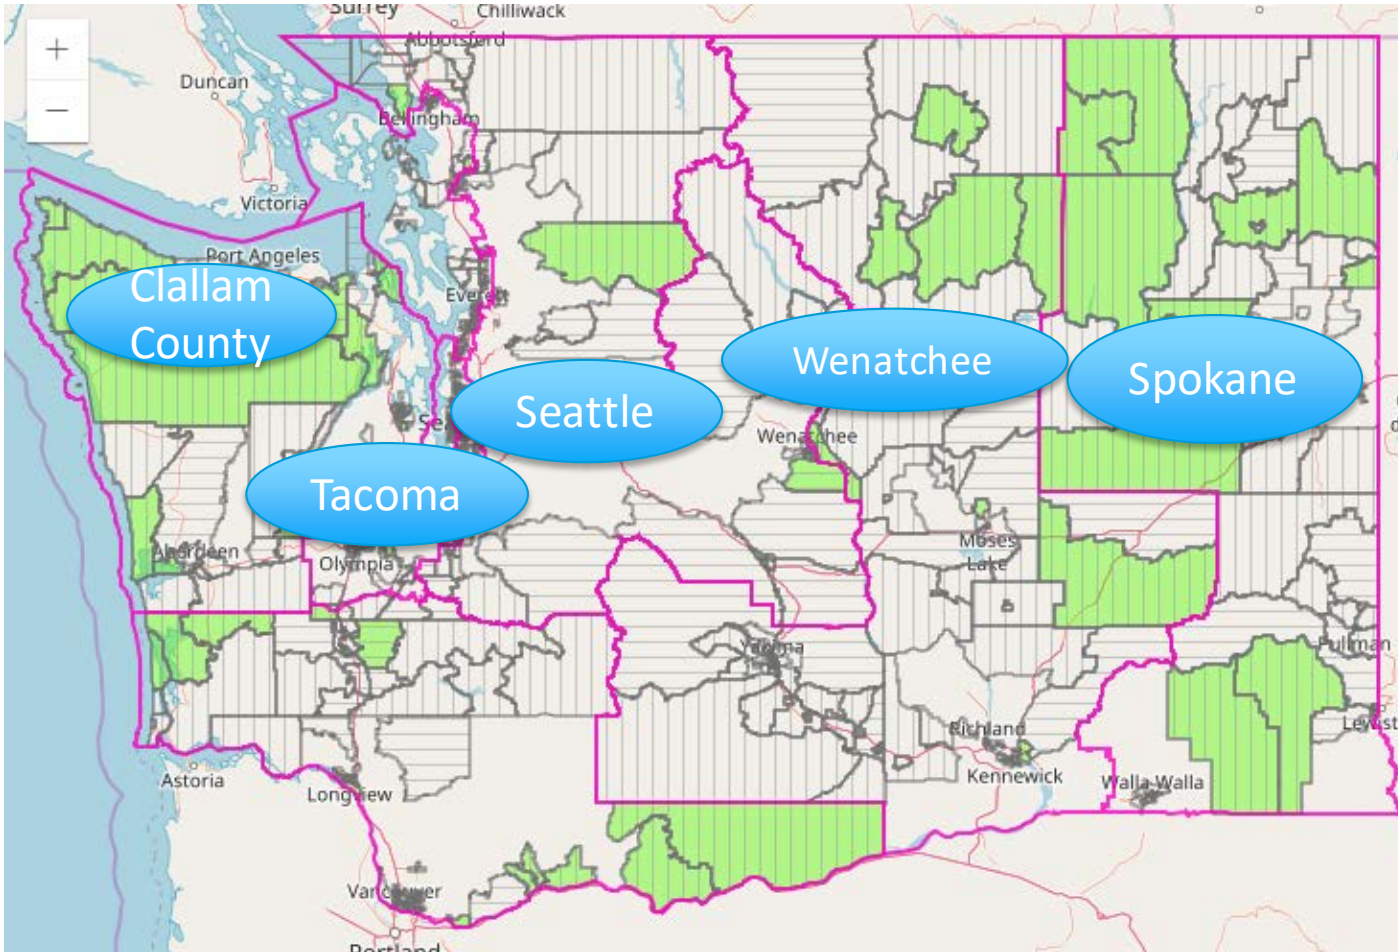 Surrey
Chilliwack
Abbotsford
+
Duncan
−
Bellingham
Victoria
Port Angeles
Clallam
County
Everett
Wenatchee
Spokane
Seattle
Wenatchee
Tacoma
Aberdeen
Olympia
Moses
Lake
Yakima
Pullman
Richland
Lewist
Astoria
Kennewick
Walla Walla
Longview
Vancouver
Portland